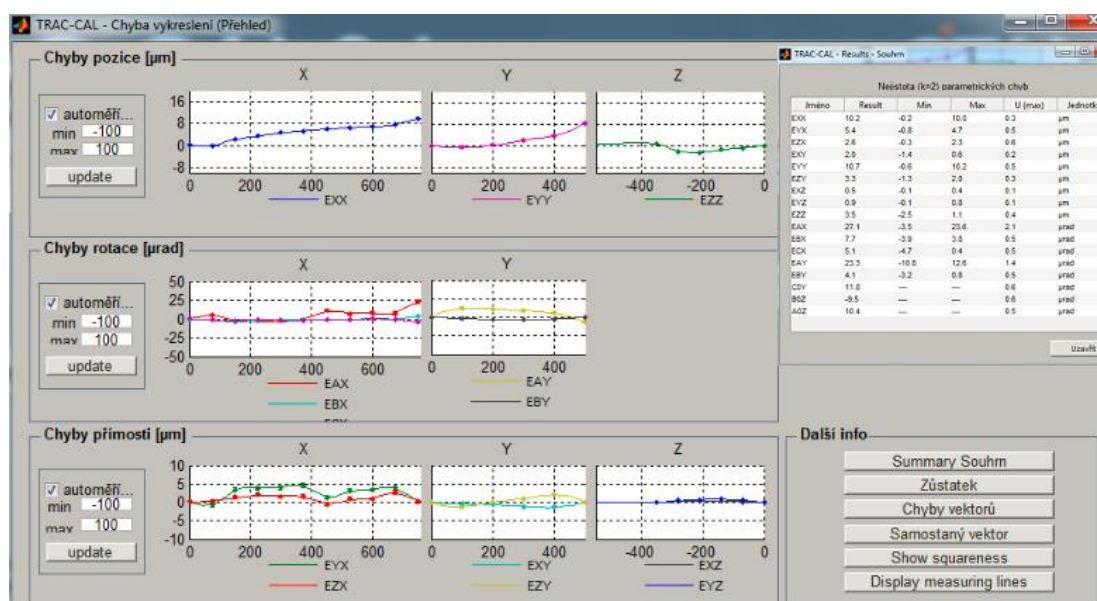 TRAC-CAL - Chyba vykreslení (Přehled)
Chyby pozice [µm]
X
Y
Z
automěří...
min -100
max 100
update
16
8
0
-8
0 200 400 600
0 200 400
-400 -200 0
EXX
EYY
EZZ
Chyby rotace [µrad]
X
Y
automěří...
min -100
max 100
update
50
25
0
-25
-50
0 200 400 600
0 200 400
EAX
EBX
EAY
EBY
Chyby přímosti [µm]
X
Y
Z
automěří...
min -100
max 100
update
10
5
0
-5
-10
0 200 400 600
0 200 400
-400 -200 0
EYX
EZX
EXY
EZY
EXZ
EYZ
TRAC-CAL - Results - Souhrn
Nejistota (k=2) parametrických chyb
Jméno Result Min Max U (max) Jednotk
EXX 10.2 -0.2 10.0 0.3 µm
EYX 5.4 -0.8 4.7 0.5 µm
EZX 2.6 -0.3 2.3 0.6 µm
EXY 2.0 -1.4 0.6 0.2 µm
EYY 10.7 -0.6 10.2 0.5 µm
EZY 3.3 -1.3 2.0 0.3 µm
EXZ 0.5 -0.1 0.4 0.1 µm
EYZ 0.9 -0.1 0.8 0.1 µm
EZZ 3.5 -2.5 1.1 0.4 µm
EAX 27.1 -3.5 23.6 2.1 µrad
EBX 7.7 -3.9 3.8 0.5 µrad
ECX 5.1 -4.7 0.4 0.5 µrad
EAY 23.3 -10.8 12.6 1.4 µrad
EBY 4.1 -3.2 0.8 0.5 µrad
C0Y 11.8 --- --- 0.6 µrad
B0Z -9.5 --- --- 0.6 µrad
A0Z 10.4 --- --- 0.5 µrad
Uzavřít
Další info
Summary Souhrn
Zůstatek
Chyby vektorů
Samostaný vektor
Show squareness
Display measuring lines